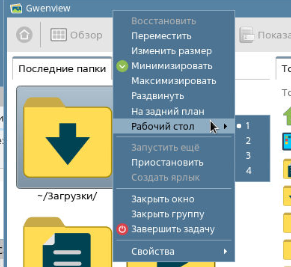 Gwenview
Восстановить
Переместить
Обзор
Показа
Изменить размер
Минимизировать
Последние папки
Максимизировать
Раздвинуть
На задний план
Рабочий стол
1
2
3
4
Запустить ещё
Приостановить
Создать ярлык
~/Загрузки/
Закрыть окно
Закрыть группу
Завершить задачу
Свойства